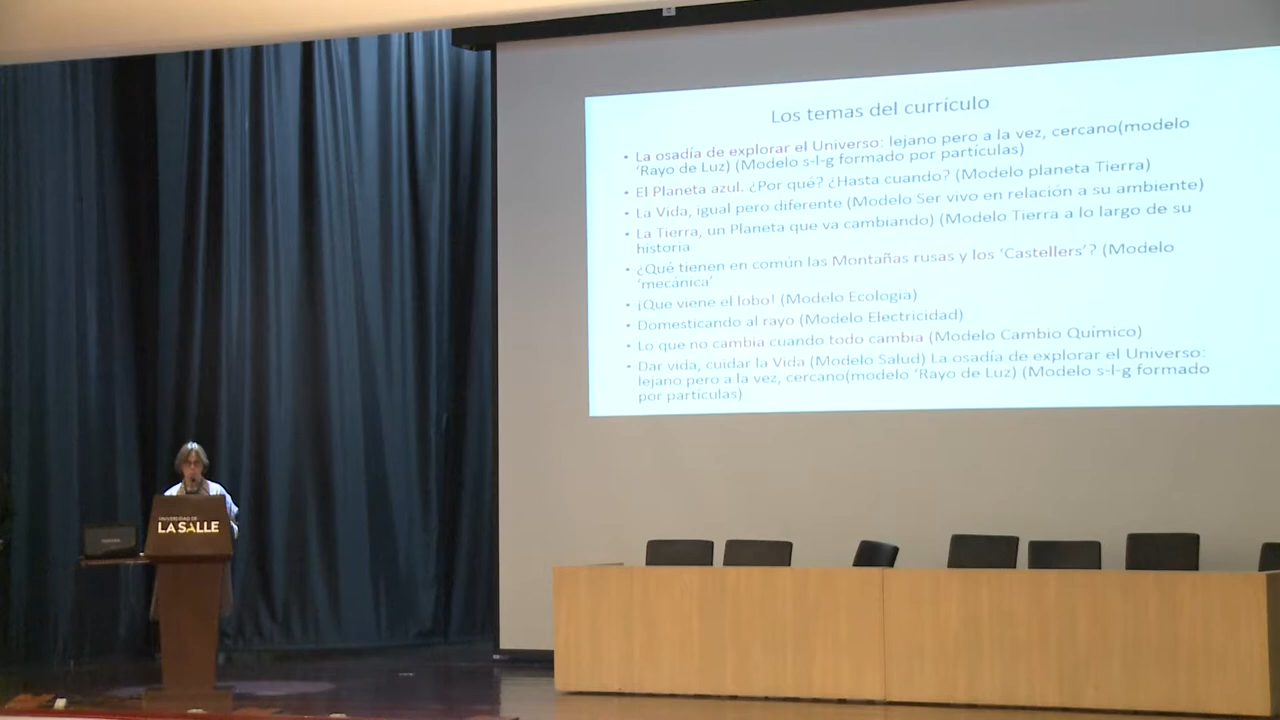 Los temas del currículo
• La osadía de explorar el Universo: lejano pero a la vez, cercano(modelo
‘Rayo de Luz) (Modelo s-l-g formado por partículas)
• El Planeta azul. ¿Por qué? ¿Hasta cuando? (Modelo planeta Tierra)
• La Vida, igual pero diferente (Modelo Ser vivo en relación a su ambiente)
• La Tierra, un Planeta que va cambiando) (Modelo Tierra a lo largo de su
historia
• ¿Qué tienen en común las Montañas rusas y los ‘Castellers’? (Modelo
‘mecánica’
• ¡Que viene el lobo! (Modelo Ecología)
• Domesticando al rayo (Modelo Electricidad)
• Lo que no cambia cuando todo cambia (Modelo Cambio Químico)
• Dar vida, cuidar la Vida (Modelo Salud) La osadía de explorar el Universo:
lejano pero a la vez, cercano(modelo ‘Rayo de Luz) (Modelo s-l-g formado
por partículas)
UNIVERSIDAD DE
LA SALLE